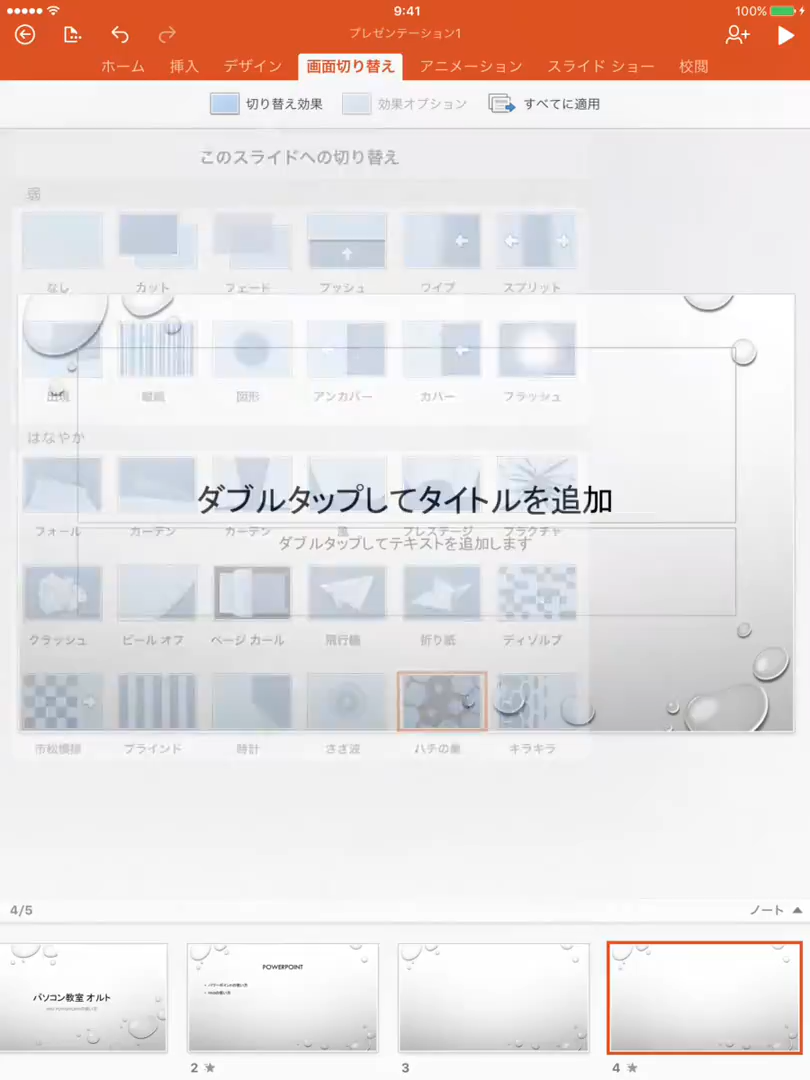 9:41
100%
プレゼンテーション1
ホーム 挿入 デザイン 画面切り替え アニメーション スライド ショー 校閲
切り替え効果 効果オプション すべてに適用
このスライドへの切り替え
弱
なし カット フェード プッシュ ワイプ スプリット
出現 図形 アンカバー カバー フラッシュ
はなやか
フォール カーテン カーテン 風 プレステージ フラクチャ
ダブルタップしてタイトルを追加
ダブルタップしてテキストを追加します
クラッシュ ピール オフ ページ カール 飛行機 折り紙 ディゾルブ
市松模様 ブラインド 時計 さざ波 ハチの巣 キラキラ
4/5
ノート
パソコン教室 オルト
POWERPOINT
2
3
4